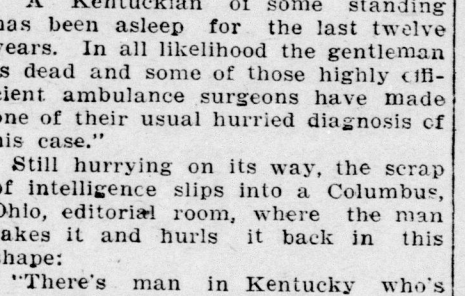 A Kentuckian of some standing
has been asleep for the last twelve
years. In all likelihood the gentleman
is dead and some of those highly effi-
cient ambulance surgeons have made
one of their usual hurried diagnosis of
his case."
Still hurrying on its way, the scrap
of intelligence slips into a Columbus,
Ohio, editorial room, where the man
takes it and hurls it back in this
shape:
"There's man in Kentucky who's